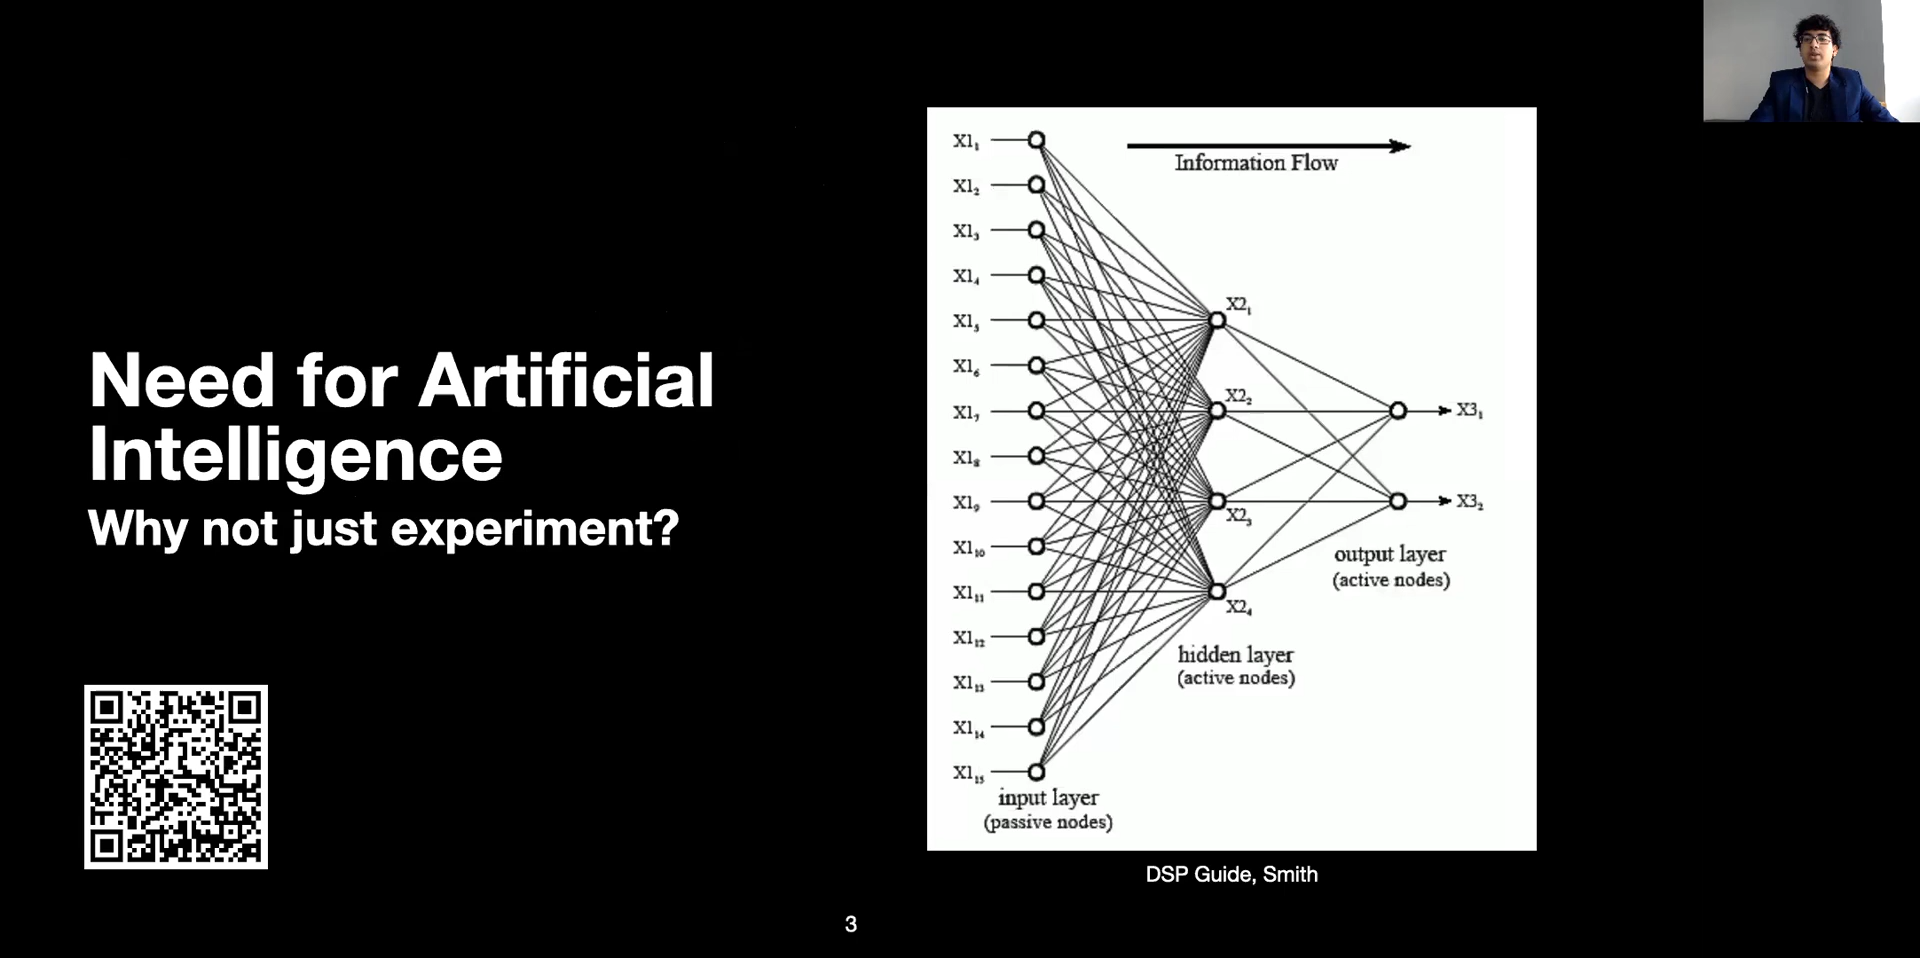 Need for Artificial
Intelligence
Why not just experiment?
Information Flow
X1₁
X1₂
X1₃
X1₄
X1₅
X1₆
X1₇
X1₈
X1₉
X1₁₀
X1₁₁
X1₁₂
X1₁₃
X1₁₄
X1₁₅
input layer
(passive nodes)
X2₁
X2₂
X2₃
X2₄
hidden layer
(active nodes)
X3₁
X3₂
output layer
(active nodes)
DSP Guide, Smith
3